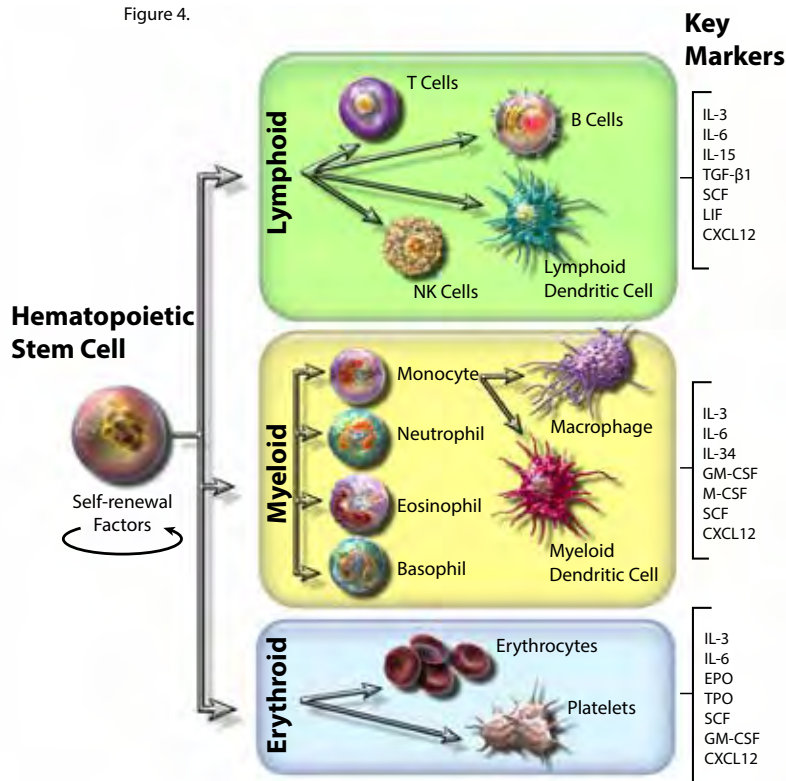 Figure 4.
Key
Markers
Lymphoid
T Cells
B Cells
NK Cells
Lymphoid
Dendritic Cell
IL-3
IL-6
IL-15
TGF-β1
SCF
LIF
CXCL12
Hematopoietic
Stem Cell
Self-renewal
Factors
Myeloid
Monocyte
Neutrophil
Eosinophil
Basophil
Macrophage
Myeloid
Dendritic Cell
IL-3
IL-6
IL-34
GM-CSF
M-CSF
SCF
CXCL12
Erythroid
Erythrocytes
Platelets
IL-3
IL-6
EPO
TPO
SCF
GM-CSF
CXCL12